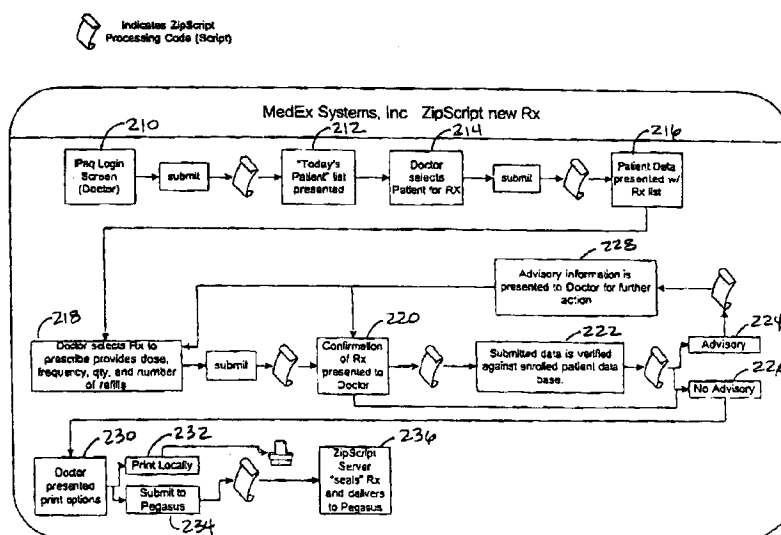 Indicates ZipScript
Processing Code (Script)
MedEx Systems, Inc ZipScript new Rx
210
212
214
216
iPaq Login
Screen
(Doctor)
submit
"Today's
Patient" list
presented
Doctor
selects
Patient for RX
submit
Patient Data
presented w/
Rx list
228
Advisory information is
presented to Doctor for further
action
218
220
222
224
Doctor selects Rx to
prescribe provides dose,
frequency, qty, and number
of refills
submit
Confirmation
of Rx
presented to
Doctor
Submitted data is verified
against enrolled patient data
base.
Advisory
No Advisory
230
232
236
Doctor
presented
print options
Print Locally
Submit to
Pegasus
234
ZipScript
Server
"seals" Rx
and delivers
to Pegasus